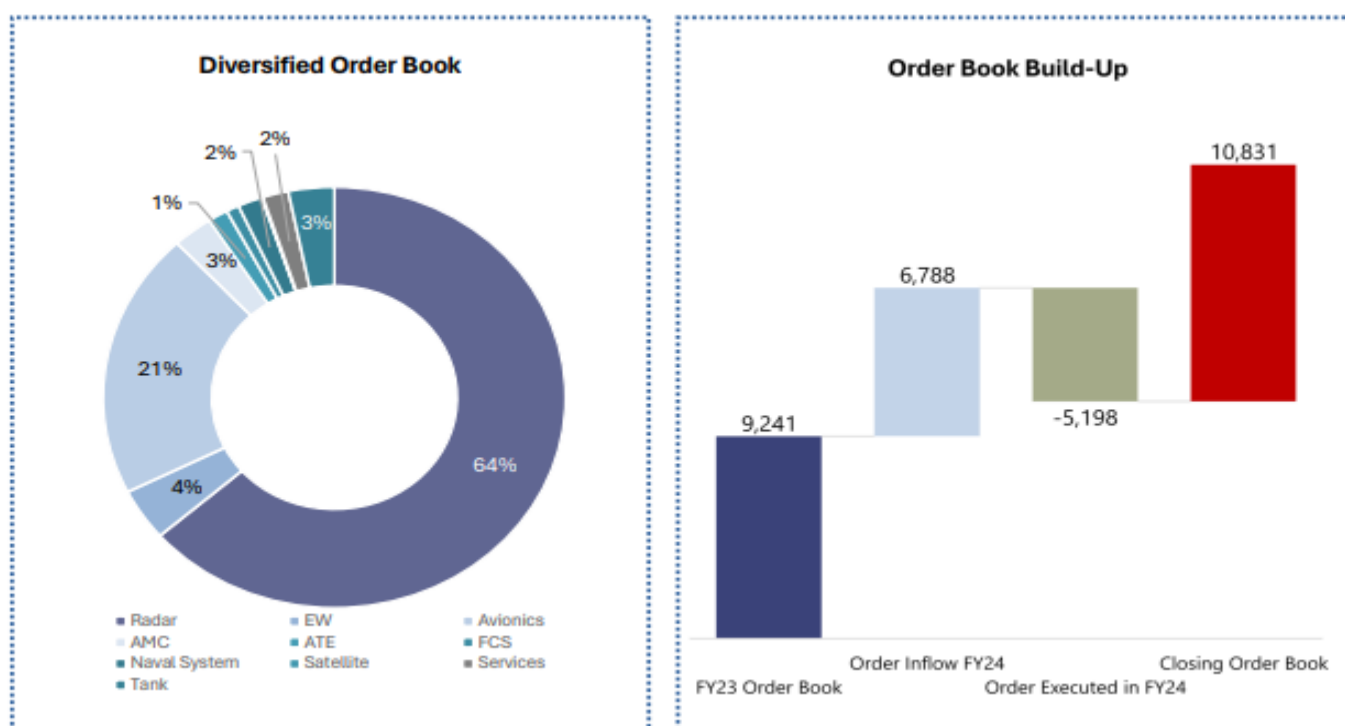 Diversified Order Book
2%
2%
1%
3%
3%
21%
4%
64%
Radar EW Avionics
AMC ATE FCS
Naval System Satellite Services
Tank
Order Book Build-Up
10,831
6,788
9,241
-5,198
Order Inflow FY24 Closing Order Book
FY23 Order Book Order Executed in FY24